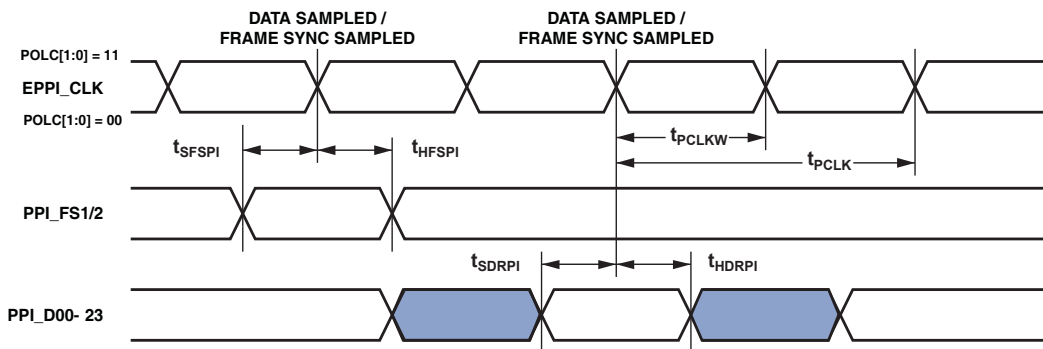 DATA SAMPLED /
FRAME SYNC SAMPLED
DATA SAMPLED /
FRAME SYNC SAMPLED
POLC[1:0] = 11
EPPI_CLK
POLC[1:0] = 00
tSFSPI
tHFSPI
tPCLKW
tPCLK
PPI_FS1/2
tSDRPI
tHDRPI
PPI_D00- 23